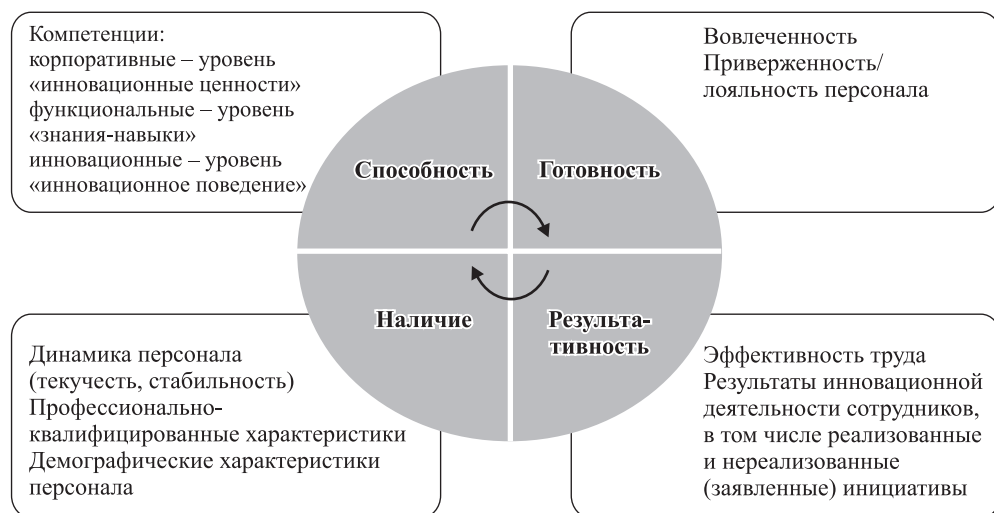 Компетенции:
корпоративные – уровень
«инновационные ценности»
функциональные – уровень
«знания-навыки»
инновационные – уровень
«инновационное поведение»
Вовлеченность
Приверженность/
лояльность персонала
Способность
Готовность
Наличие
Результа-
тивность
Динамика персонала
(текучесть, стабильность)
Профессионально-
квалифицированные характеристики
Демографические характеристики
персонала
Эффективность труда
Результаты инновационной
деятельности сотрудников,
в том числе реализованные
и нереализованные
(заявленные) инициативы